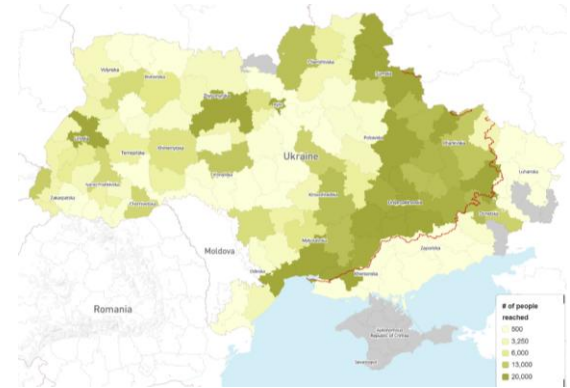 Volynska
Rivnenska
Chernihivska
Sumska
Zhytomyrska
Kyiv
Lvivska
Ternopilska
Khmelnytska
Vinnytska
Ukraine
Poltavska
Kharkivska
Luhanska
Ivano-Frankivska
Zakarpatska
Chernivetska
Kirovohradska
Dnipropetrovska
Donetska
Mykolaivska
Moldova
Odeska
Khersonska
Zaporizka
Romania
Autonomous
Republic of Crimea
Sevastopol
# of people
reached
500
3,250
6,000
13,000
20,000